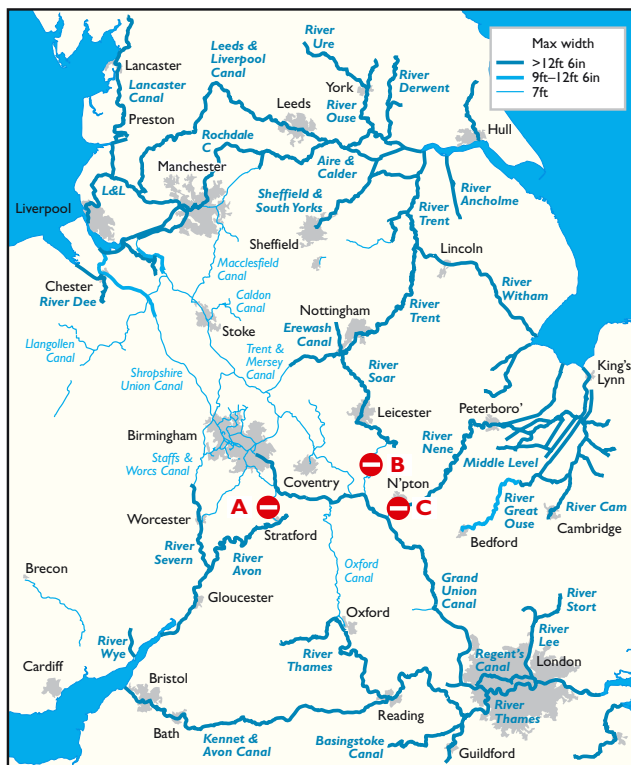 Max width
>12ft 6in
9ft–12ft 6in
7ft
Lancaster
Lancaster
Canal
Preston
Leeds &
Liverpool
Canal
River
Ure
York
River
Ouse
River
Derwent
Leeds
Hull
Rochdale
C
Manchester
Aire &
Calder
L&L
Liverpool
Sheffield &
South Yorks
River
Trent
River
Ancholme
Sheffield
Lincoln
Macclesfield
Canal
Chester
River Dee
Caldon
Canal
Stoke
Nottingham
Erewash
Canal
River
Trent
River
Witham
Llangollen
Canal
Trent &
Mersey
Canal
Shropshire
Union Canal
River
Soar
King's
Lynn
Leicester
Peterboro'
Birmingham
River
Nene
B
Staffs &
Worcs Canal
Middle Level
Coventry
N'pton
A
C
River
Great
Ouse
River Cam
Worcester
Stratford
Bedford
Cambridge
River
Severn
River
Avon
Oxford
Canal
Brecon
Grand
Union
Canal
Gloucester
Oxford
River
Stort
River
Wye
River
Lee
River
Thames
Regent's
Canal
London
Cardiff
Bristol
River
Thames
Reading
Bath
Kennet &
Avon Canal
Basingstoke
Canal
Guildford